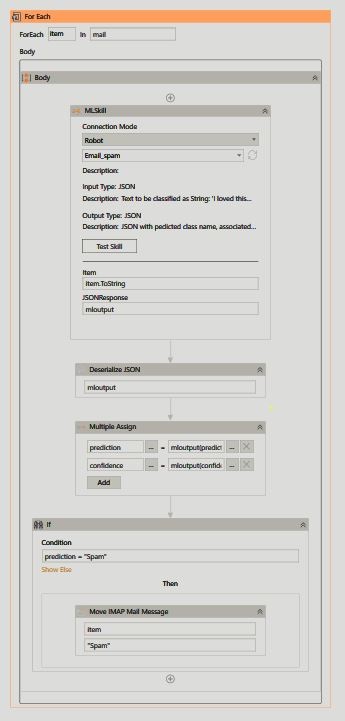 For Each
ForEach item In mail
Body
Body
MLSkill
Connection Mode
Robot
Email_spam
Description:
Input Type: JSON
Description: Text to be classified as String: 'I loved this...
Output Type: JSON
Description: JSON with pedicted class name, associated...
Test Skill
Item
item.ToString
JSONResponse
mloutput
Deserialize JSON
mloutput
Multiple Assign
prediction ... = mloutput(predict ...
confidence ... = mloutput(confid ...
Add
If
Condition
prediction = "Spam"
Show Else
Then
Move IMAP Mail Message
item
"Spam"